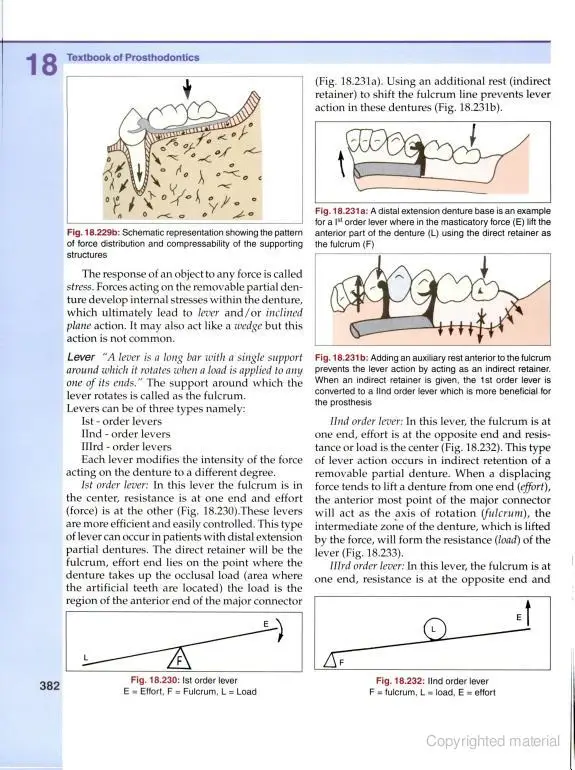 18
Textbook of Prosthodontics
Fig. 18.229b: Schematic representation showing the pattern
of force distribution and compressability of the supporting
structures
The response of an object to any force is called
stress. Forces acting on the removable partial den-
ture develop internal stresses within the denture,
which ultimately lead to lever and/or inclined
plane action. It may also act like a wedge but this
action is not common.
Lever "A lever is a long bar with a single support
around which it rotates when a load is applied to any
one of its ends." The support around which the
lever rotates is called as the fulcrum.
Levers can be of three types namely:
Ist - order levers
IInd - order levers
IIIrd - order levers
Each lever modifies the intensity of the force
acting on the denture to a different degree.
Ist order lever: In this lever the fulcrum is in
the center, resistance is at one end and effort
(force) is at the other (Fig. 18.230).These levers
are more efficient and easily controlled. This type
of lever can occur in patients with distal extension
partial dentures. The direct retainer will be the
fulcrum, effort end lies on the point where the
denture takes up the occlusal load (area where
the artificial teeth are located) the load is the
region of the anterior end of the major connector
L
F
E
Fig. 18.230: Ist order lever
E = Effort, F = Fulcrum, L = Load
382
(Fig. 18.231a). Using an additional rest (indirect
retainer) to shift the fulcrum line prevents lever
action in these dentures (Fig. 18.231b).
Fig. 18.231a: A distal extension denture base is an example
for a Ist order lever where in the masticatory force (E) lift the
anterior part of the denture (L) using the direct retainer as
the fulcrum (F)
Fig. 18.231b: Adding an auxiliary rest anterior to the fulcrum
prevents the lever action by acting as an indirect retainer.
When an indirect retainer is given, the 1st order lever is
converted to a IInd order lever which is more beneficial for
the prosthesis
IInd order lever: In this lever, the fulcrum is at
one end, effort is at the opposite end and resis-
tance or load is the center (Fig. 18.232). This type
of lever action occurs in indirect retention of a
removable partial denture. When a displacing
force tends to lift a denture from one end (effort),
the anterior most point of the major connector
will act as the axis of rotation (fulcrum), the
intermediate zone of the denture, which is lifted
by the force, will form the resistance (load) of the
lever (Fig. 18.233).
IIIrd order lever: In this lever, the fulcrum is at
one end, resistance is at the opposite end and
F
L
E
Fig. 18.232: IInd order lever
F = fulcrum, L = load, E = effort
Copyrighted material